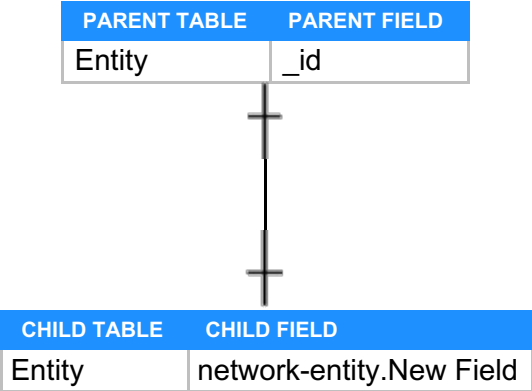 PARENT TABLE PARENT FIELD
Entity _id
CHILD TABLE CHILD FIELD
Entity network-entity.New Field